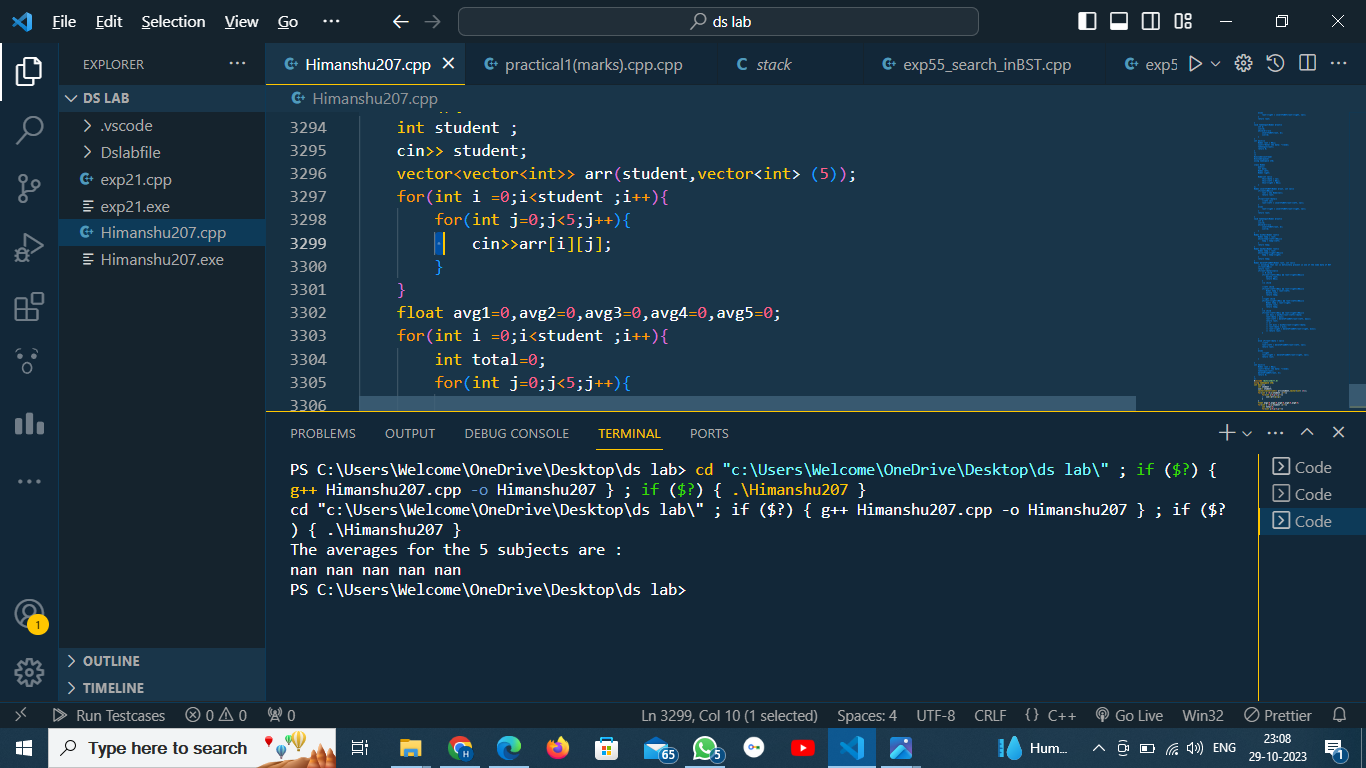 File Edit Selection View Go ··· ds lab
EXPLORER ···
DS LAB
.vscode
Dslabfile
exp21.cpp
exp21.exe
Himanshu207.cpp
Himanshu207.exe
OUTLINE
TIMELINE
Himanshu207.cpp practical1(marks).cpp.cpp stack exp55_search_inBST.cpp exp5
Himanshu207.cpp
3294 int student ;
3295 cin>> student;
3296 vector<vector<int>> arr(student,vector<int> (5));
3297 for(int i =0;i<student ;i++){
3298 for(int j=0;j<5;j++){
3299 cin>>arr[i][j];
3300 }
3301 }
3302 float avg1=0,avg2=0,avg3=0,avg4=0,avg5=0;
3303 for(int i =0;i<student ;i++){
3304 int total=0;
3305 for(int j=0;j<5;j++){
3306
PROBLEMS OUTPUT DEBUG CONSOLE TERMINAL PORTS
PS C:\Users\Welcome\OneDrive\Desktop\ds lab> cd "c:\Users\Welcome\OneDrive\Desktop\ds lab\" ; if ($?) {
g++ Himanshu207.cpp -o Himanshu207 } ; if ($?) { .\Himanshu207 }
cd "c:\Users\Welcome\OneDrive\Desktop\ds lab\" ; if ($?) { g++ Himanshu207.cpp -o Himanshu207 } ; if ($?
) { .\Himanshu207 }
The averages for the 5 subjects are :
nan nan nan nan nan
PS C:\Users\Welcome\OneDrive\Desktop\ds lab>
Code
Code
Code
1
Run Testcases 0 0 0 Ln 3299, Col 10 (1 selected) Spaces: 4 UTF-8 CRLF {} C++ Go Live Win32 Prettier
Type here to search 65 5 Hum... ENG 23:08
29-10-2023 1